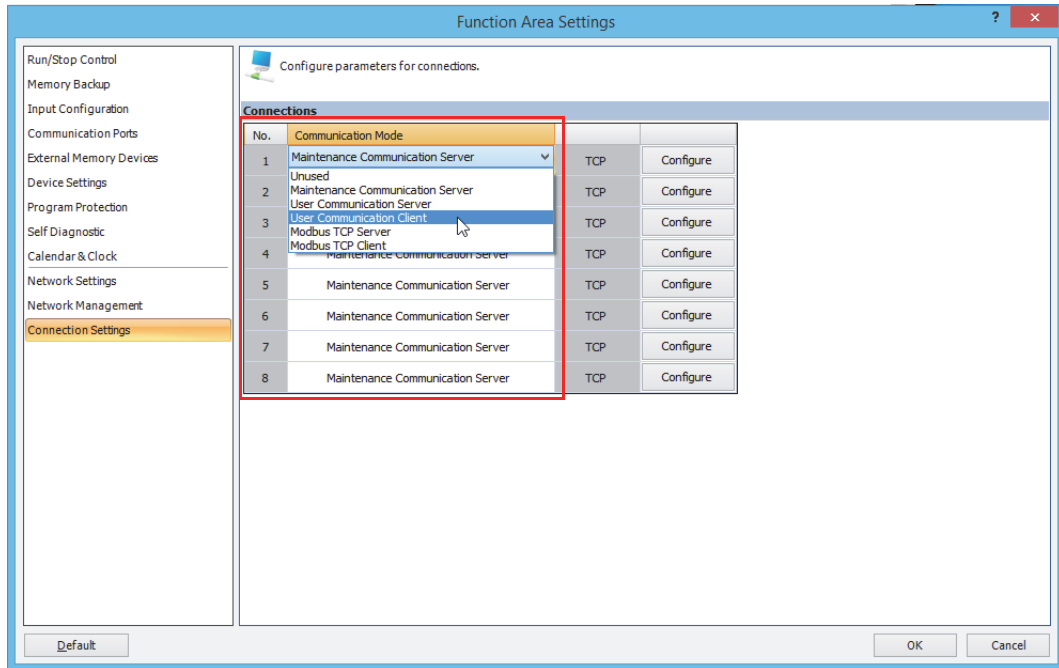 Function Area Settings
?
×
Run/Stop Control
Memory Backup
Input Configuration
Communication Ports
External Memory Devices
Device Settings
Program Protection
Self Diagnostic
Calendar & Clock
Network Settings
Network Management
Connection Settings
Configure parameters for connections.
Connections
No. Communication Mode
1 Maintenance Communication Server TCP Configure
Unused
Maintenance Communication Server
User Communication Server
User Communication Client
Modbus TCP Server
Modbus TCP Client
2 TCP Configure
3 TCP Configure
4 Maintenance Communication Server TCP Configure
5 Maintenance Communication Server TCP Configure
6 Maintenance Communication Server TCP Configure
7 Maintenance Communication Server TCP Configure
8 Maintenance Communication Server TCP Configure
Default
OK
Cancel